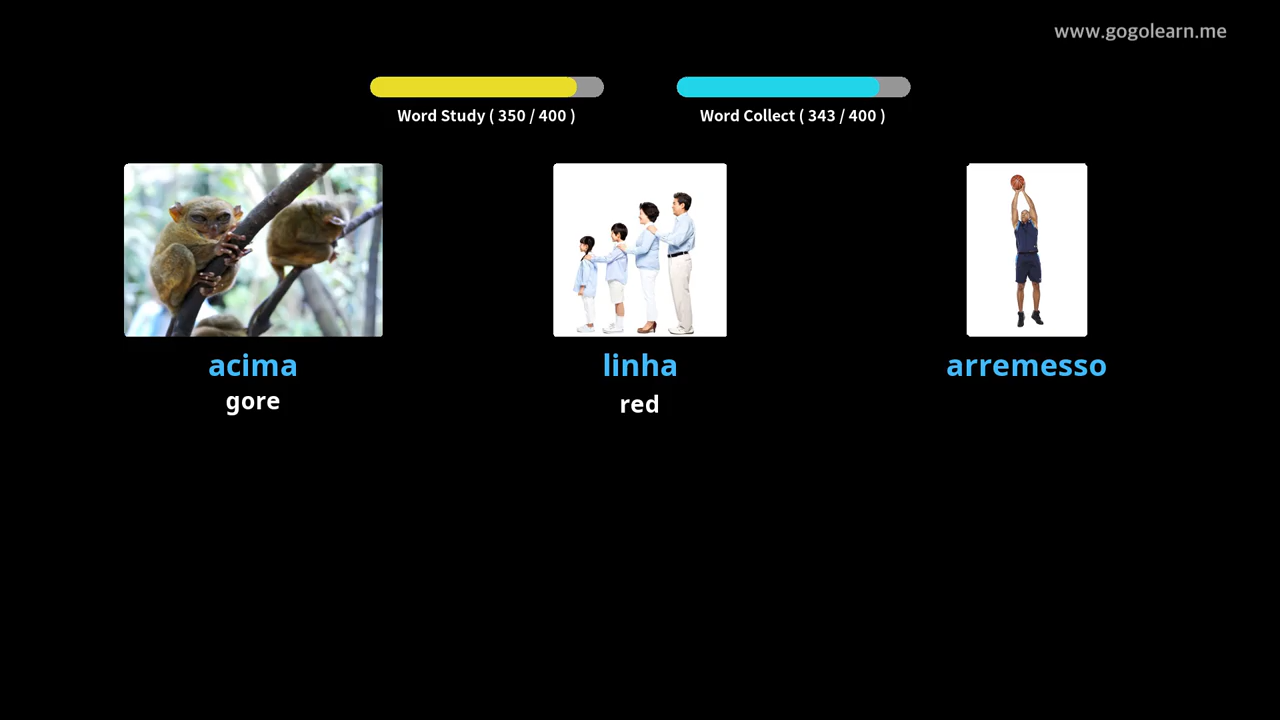 www.gogolearn.me
Word Study ( 350 / 400 )
Word Collect ( 343 / 400 )
acima
gore
linha
red
arremesso